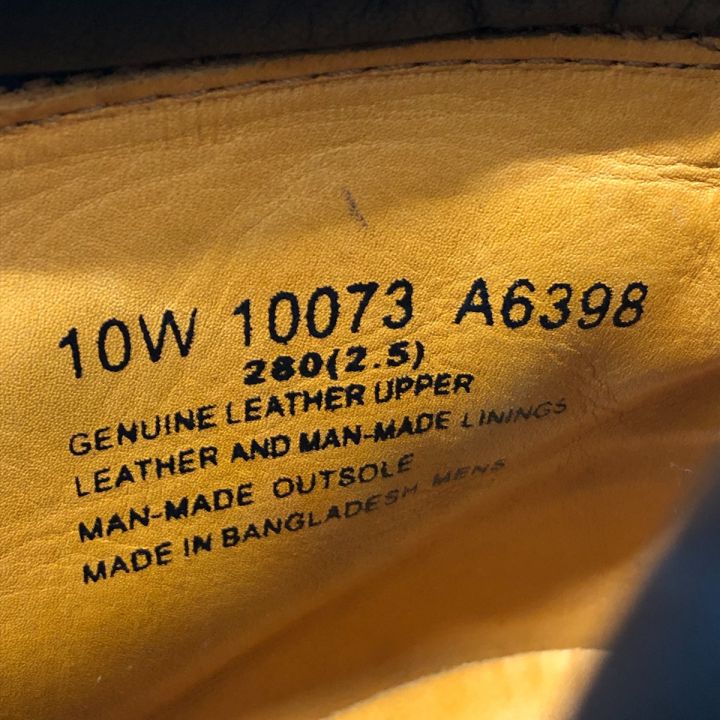 10W 10073 A6398
280(2.5)
GENUINE LEATHER UPPER
LEATHER AND MAN-MADE LININGS
MAN-MADE OUTSOLE
MADE IN BANGLADESH MENS